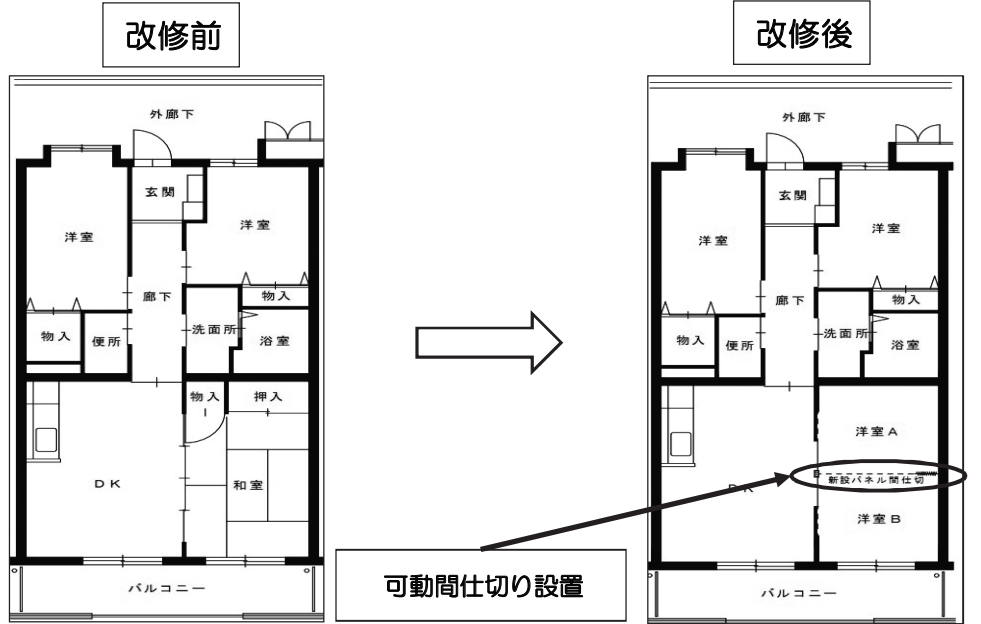 改修前
外廊下
玄関
洋室
洋室
廊下
物入
物入
便所
洗面所
浴室
物入
押入
DK
和室
バルコニー
改修後
外廊下
玄関
洋室
洋室
廊下
物入
物入
便所
洗面所
浴室
洋室A
新設パネル間仕切
DK
洋室B
バルコニー
可動間仕切り設置